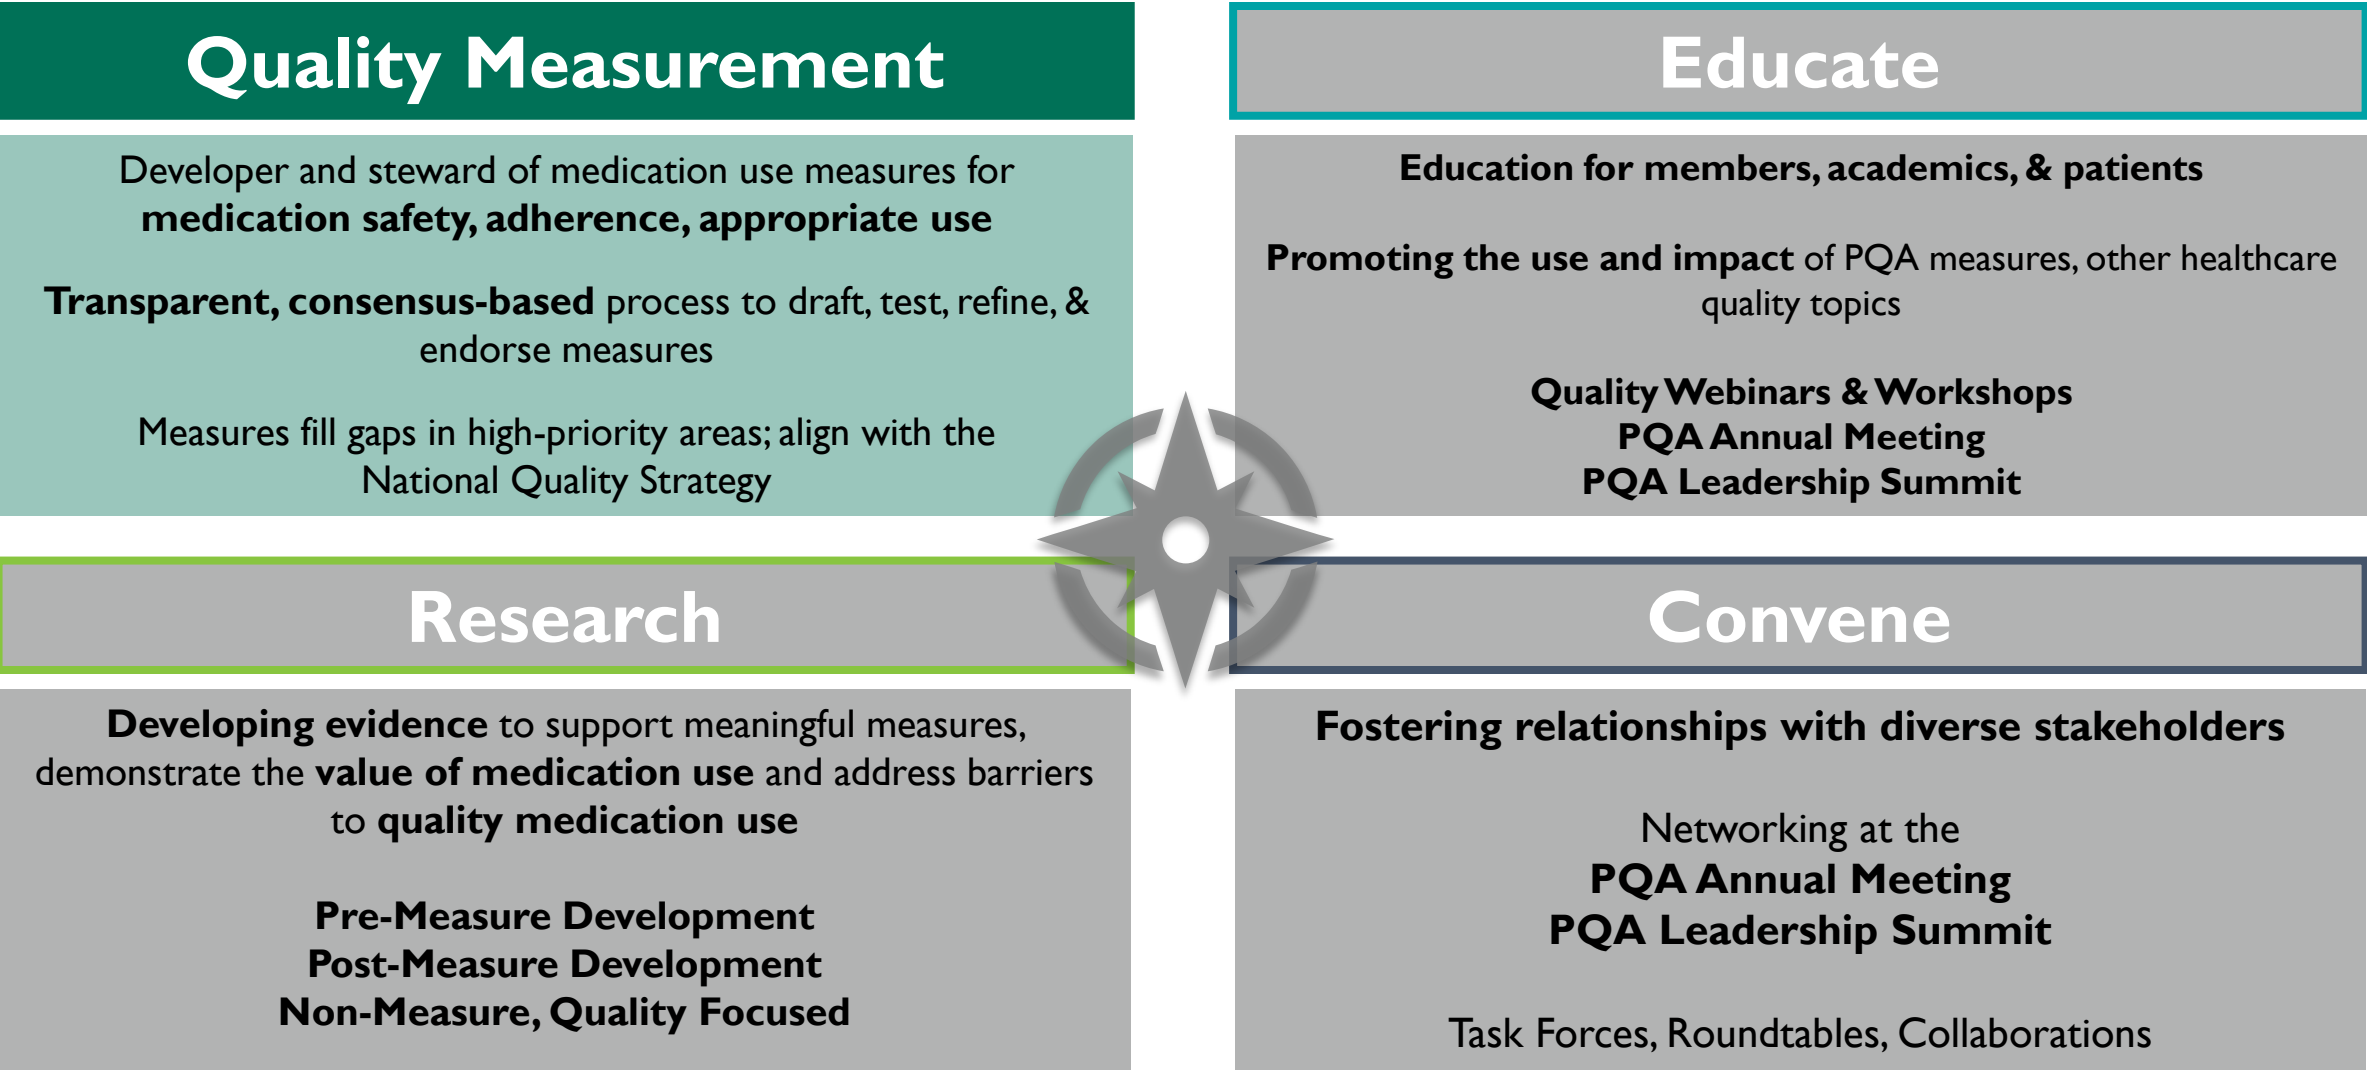 Quality Measurement
Developer and steward of medication use measures for
medication safety, adherence, appropriate use
Transparent, consensus-based process to draft, test, refine, &
endorse measures
Measures fill gaps in high-priority areas; align with the
National Quality Strategy
Educate
Education for members, academics, & patients
Promoting the use and impact of PQA measures, other healthcare
quality topics
Quality Webinars & Workshops
PQA Annual Meeting
PQA Leadership Summit
Research
Developing evidence to support meaningful measures,
demonstrate the value of medication use and address barriers
to quality medication use
Pre-Measure Development
Post-Measure Development
Non-Measure, Quality Focused
Convene
Fostering relationships with diverse stakeholders
Networking at the
PQA Annual Meeting
PQA Leadership Summit
Task Forces, Roundtables, Collaborations